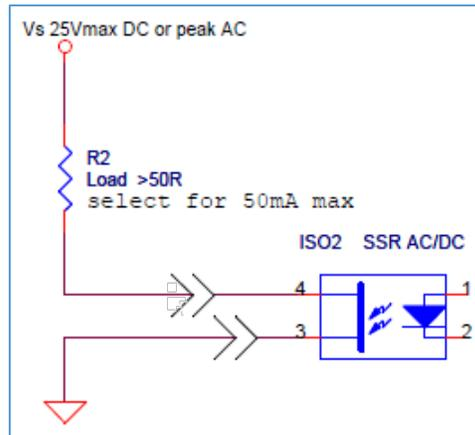 Vs 25Vmax DC or peak AC
R2
Load >50R
select for 50mA max
ISO2 SSR AC/DC
4
1
3
2